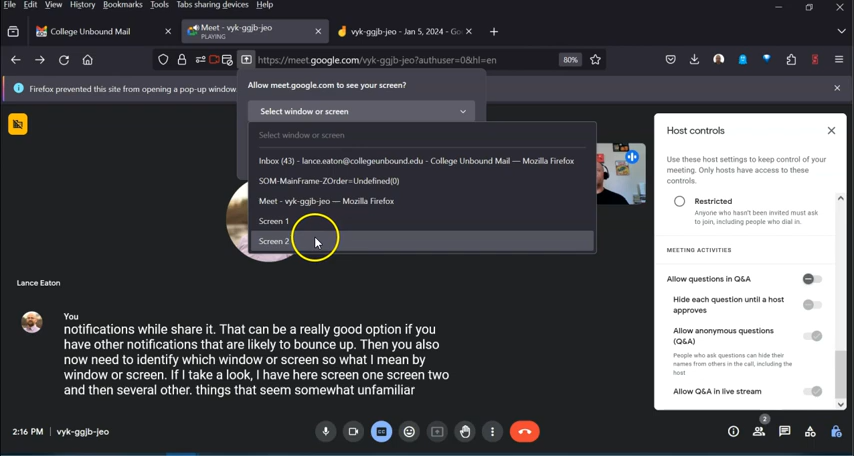 File Edit View History Bookmarks Tools Tabs sharing devices Help
College Unbound Mail
Meet - vyk-ggjb-jeo
PLAYING
vyk-ggjb-jeo - Jan 5, 2024 - Go
https://meet.google.com/vyk-ggjb-jeo?authuser=0&hl=en
80%
Firefox prevented this site from opening a pop-up window
Allow meet.google.com to see your screen?
Select window or screen
Select window or screen
Inbox (43) - lance.eaton@collegeunbound.edu - College Unbound Mail — Mozilla Firefox
SOM-MainFrame-ZOrder=Undefined(0)
Meet - vyk-ggjb-jeo — Mozilla Firefox
Screen 1
Screen 2
Lance Eaton
You
notifications while share it. That can be a really good option if you
have other notifications that are likely to bounce up. Then you also
now need to identify which window or screen so what I mean by
window or screen. If I take a look, I have here screen one screen two
and then several other. things that seem somewhat unfamiliar
Host controls
Use these host settings to keep control of your
meeting. Only hosts have access to these
controls.
Restricted
Anyone who hasn't been invited must ask
to join, including people who dial in.
MEETING ACTIVITIES
Allow questions in Q&A
Hide each question until a host
approves
Allow anonymous questions
(Q&A)
People who ask questions can hide their
names from others in the call, including the
host
Allow Q&A in live stream
2:16 PM | vyk-ggjb-jeo
2